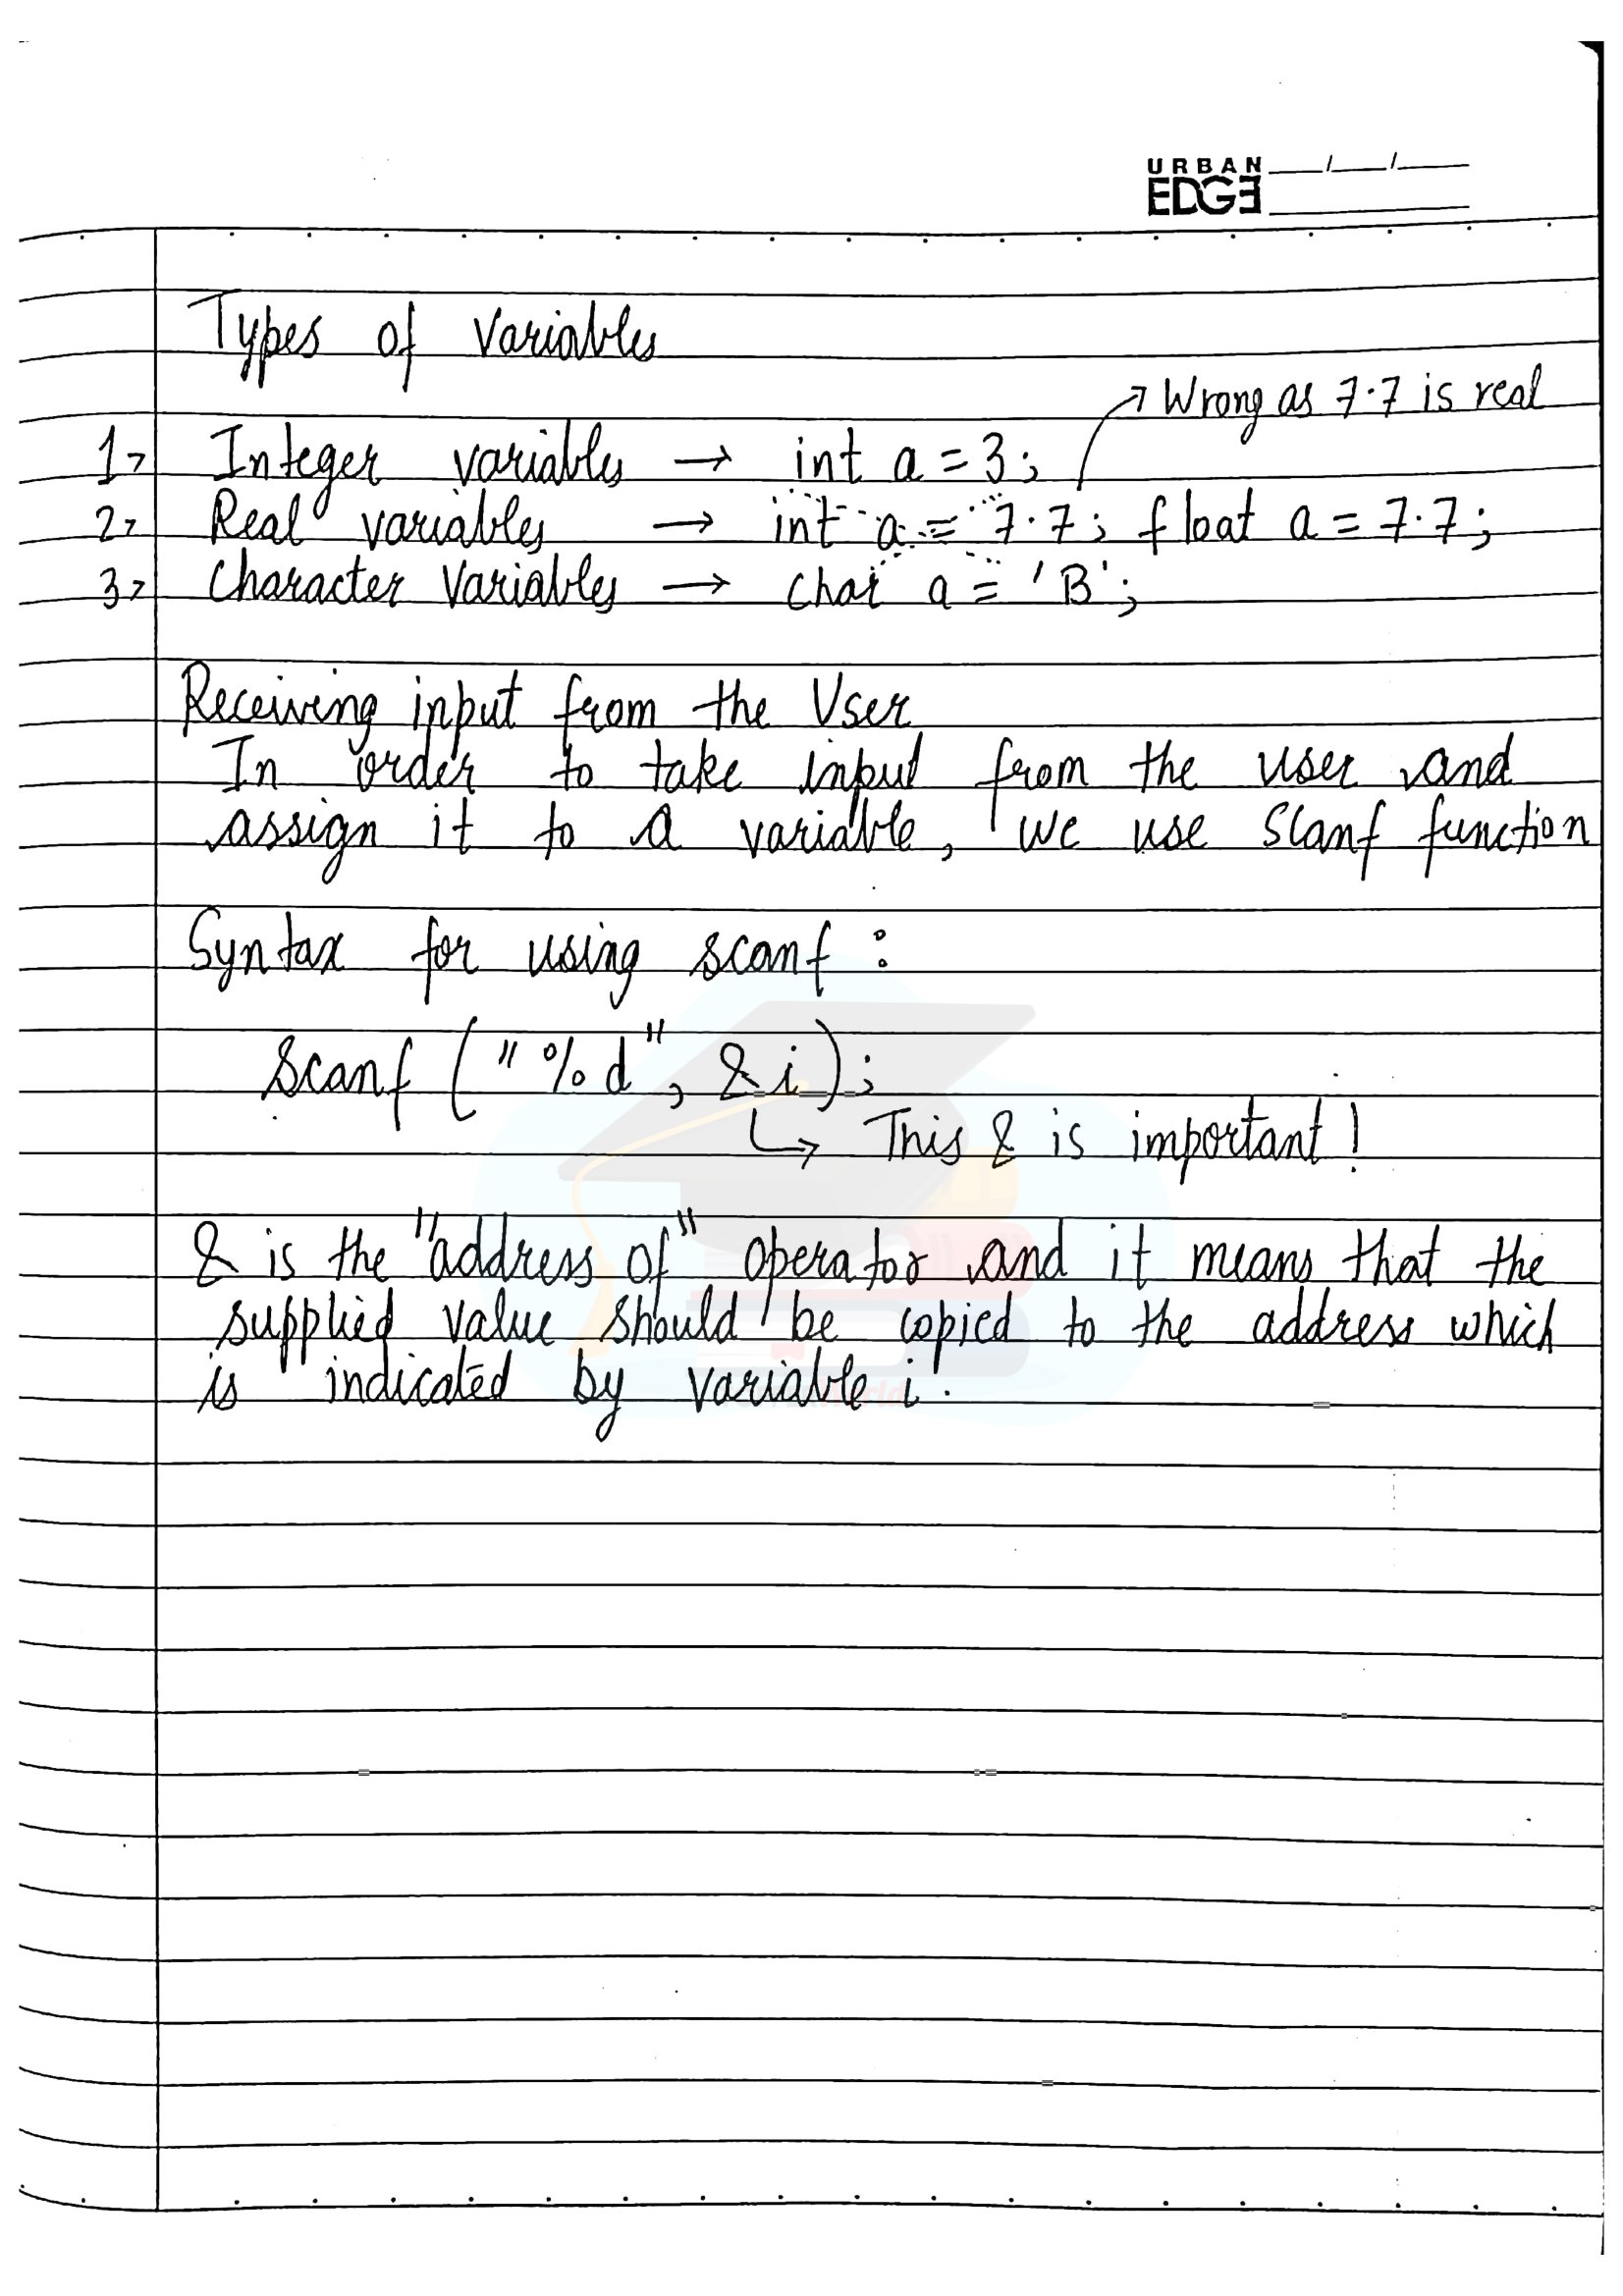 URBAN
EDGE
Types of Variables
→ Wrong as 7.7 is real
1> Integer variables → int a = 3;
2> Real variables → int a = 7.7; float a = 7.7;
3> Character Variables → char a = 'B';
Receiving input from the User
In order to take input from the user and
assign it to a variable, we use Scanf function
Syntax for using scanf :
Scanf ("%d", &i);
↳ This & is important!
& is the "address of" operator and it means that the
supplied value should be copied to the address which
is indicated by variable i.